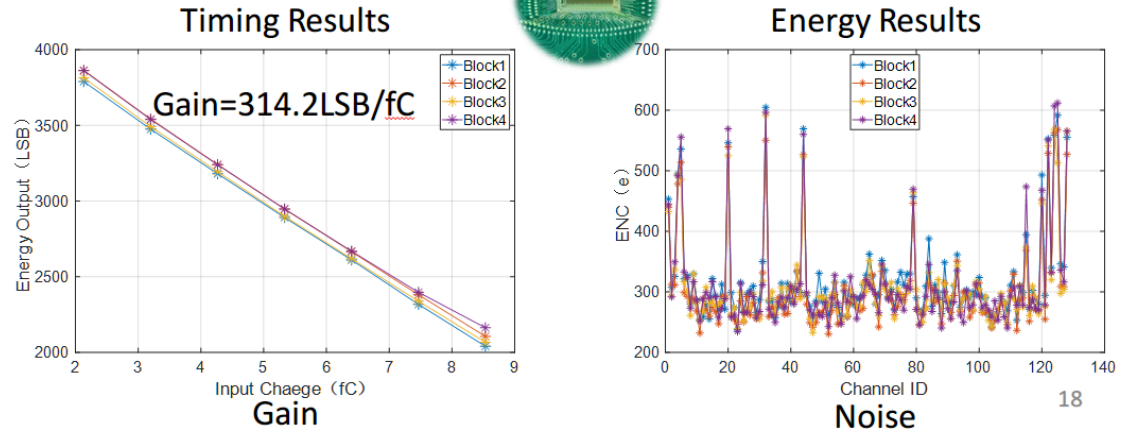 Timing Results
Energy Results
4000
3500
3000
2500
2000
Energy Output（LSB）
Gain=314.2LSB/fC
Block1
Block2
Block3
Block4
2 3 4 5 6 7 8 9
Input Chaege（fC）
Gain
700
600
500
400
300
200
ENC（e）
Block1
Block2
Block3
Block4
0 20 40 60 80 100 120 140
Channel ID
Noise
18